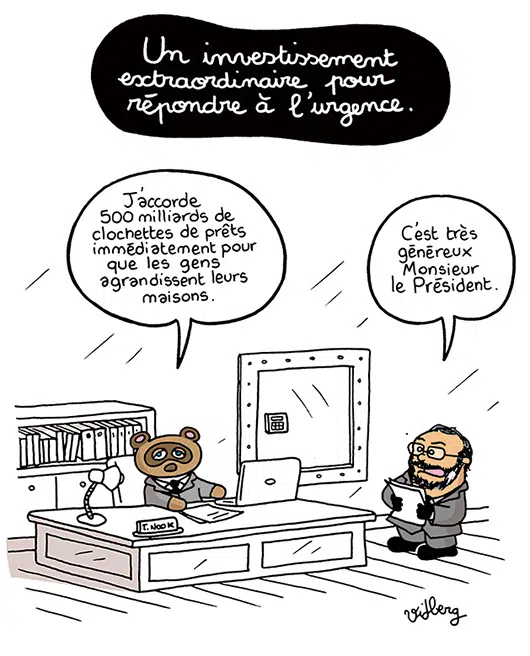 Un investissement
extraordinaire pour
répondre à l'urgence.
J'accorde
500 milliards de
clochettes de prêts
immédiatement pour
que les gens
agrandissent leurs
maisons.
C'est très
généreux
Monsieur
le Président.
T. NOOK
Vidberg